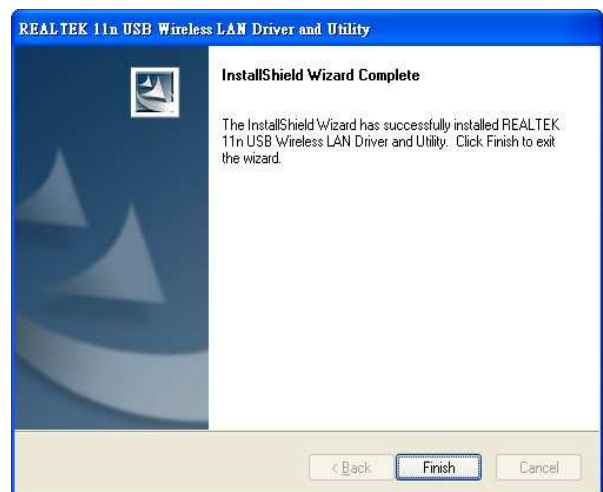 REALTEK 11n USB Wireless LAN Driver and Utility
InstallShield Wizard Complete
The InstallShield Wizard has successfully installed REALTEK
11n USB Wireless LAN Driver and Utility. Click Finish to exit
the wizard.
< Back Finish Cancel